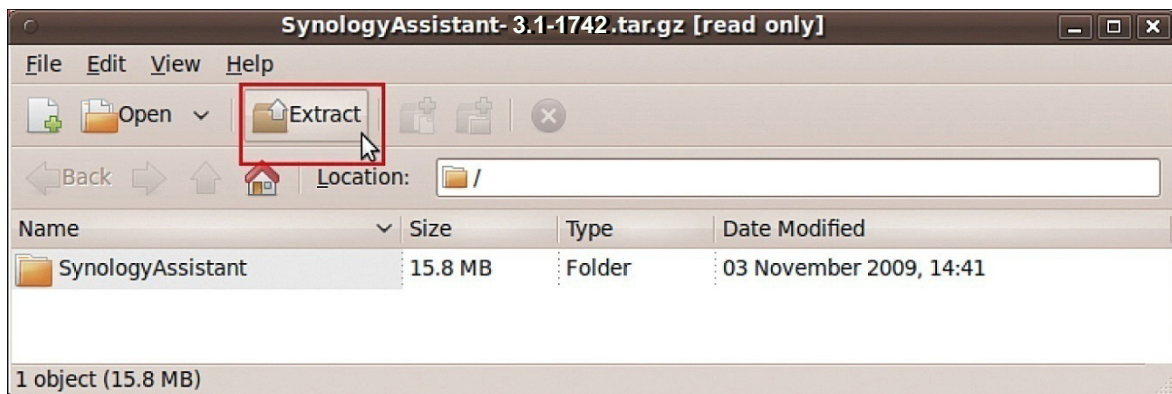 SynologyAssistant- 3.1-1742.tar.gz [read only]
File Edit View Help
Open Extract
Back Location: /
Name Size Type Date Modified
SynologyAssistant 15.8 MB Folder 03 November 2009, 14:41
1 object (15.8 MB)